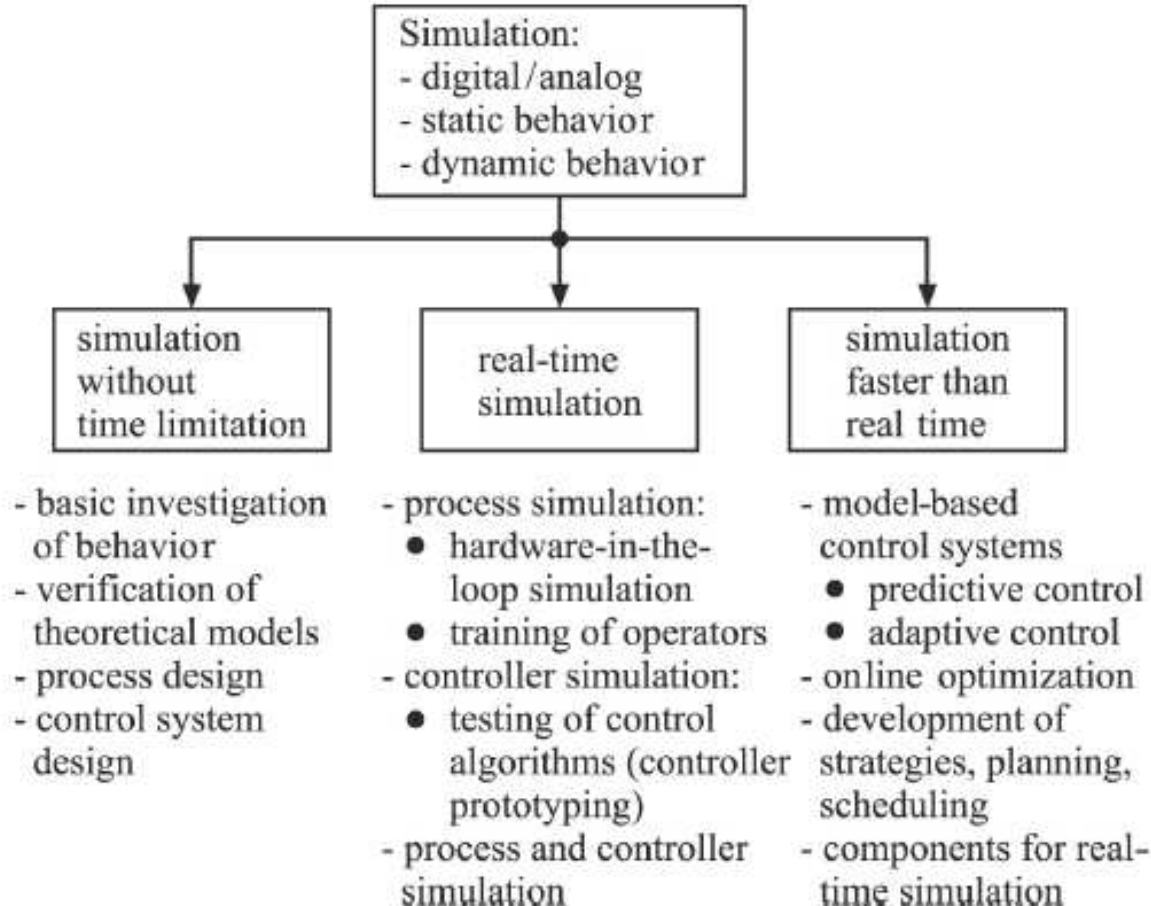 Simulation:
- digital/analog
- static behavior
- dynamic behavior
simulation
without
time limitation
real-time
simulation
simulation
faster than
real time
- basic investigation
of behavior
- verification of
theoretical models
- process design
- control system
design
- process simulation:
● hardware-in-the-
loop simulation
● training of operators
- controller simulation:
● testing of control
algorithms (controller
prototyping)
- process and controller
simulation
- model-based
control systems
● predictive control
● adaptive control
- online optimization
- development of
strategies, planning,
scheduling
- components for real-
time simulation